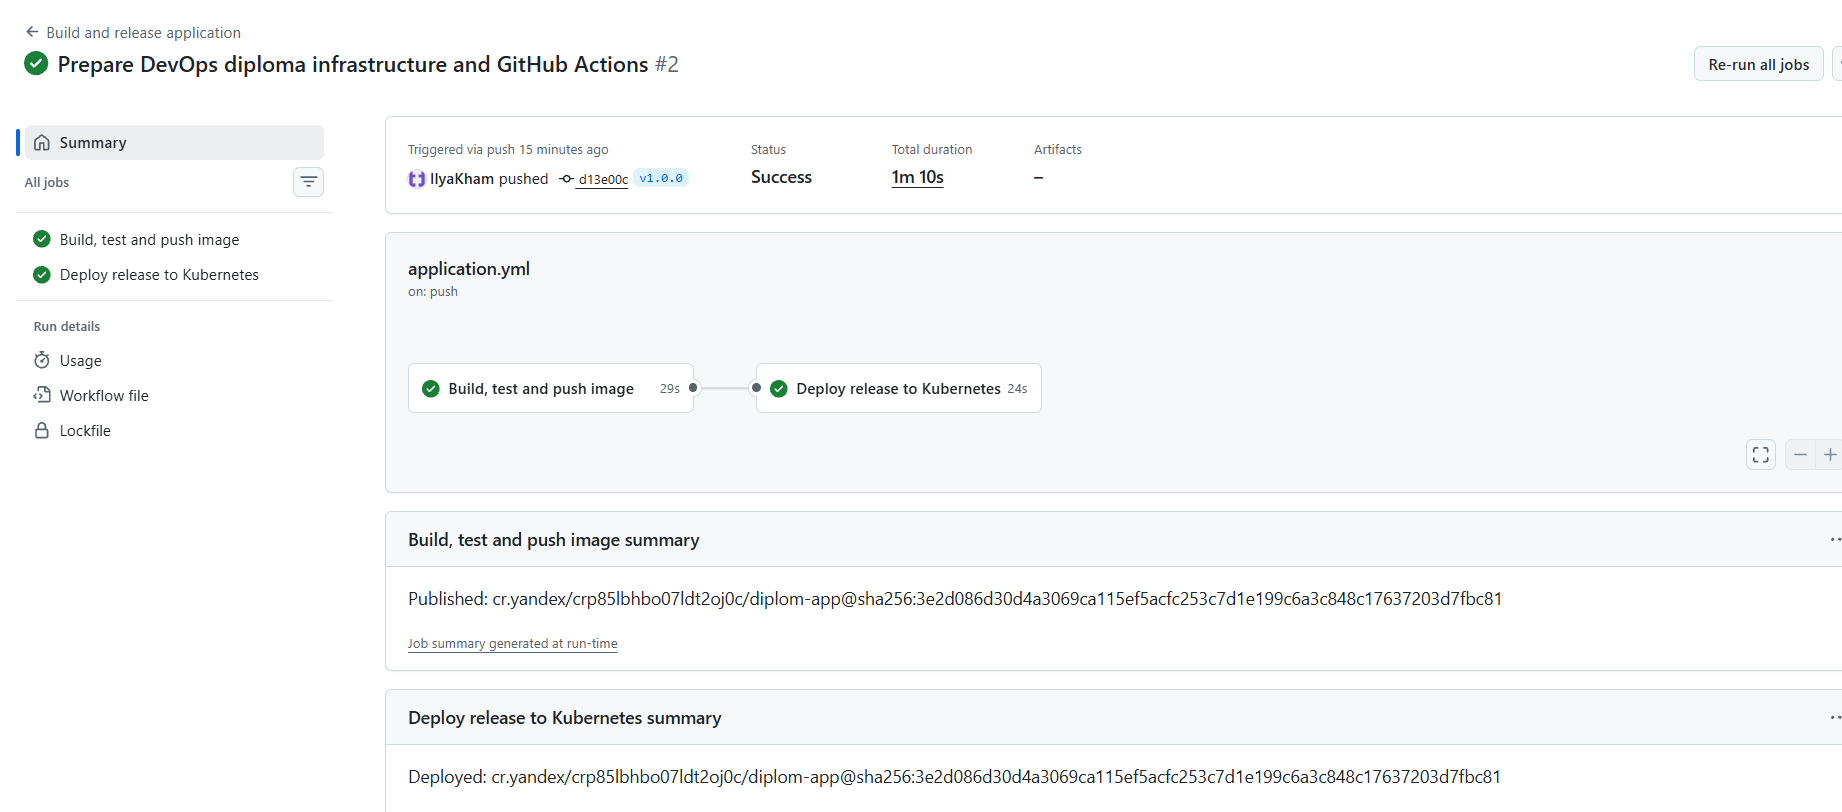 Build and release application
Prepare DevOps diploma infrastructure and GitHub Actions #2
Re-run all jobs
Summary
All jobs
Build, test and push image
Deploy release to Kubernetes
Run details
Usage
Workflow file
Lockfile
Triggered via push 15 minutes ago
IlyaKham pushed d13e00c v1.0.0
Status
Success
Total duration
1m 10s
Artifacts
–
application.yml
on: push
Build, test and push image 29s
Deploy release to Kubernetes 24s
Build, test and push image summary
Published: cr.yandex/crp85lbhbo07ldt2oj0c/diplom-app@sha256:3e2d086d30d4a3069ca115ef5acfc253c7d1e199c6a3c848c17637203d7fbc81
Job summary generated at run-time
Deploy release to Kubernetes summary
Deployed: cr.yandex/crp85lbhbo07ldt2oj0c/diplom-app@sha256:3e2d086d30d4a3069ca115ef5acfc253c7d1e199c6a3c848c17637203d7fbc81